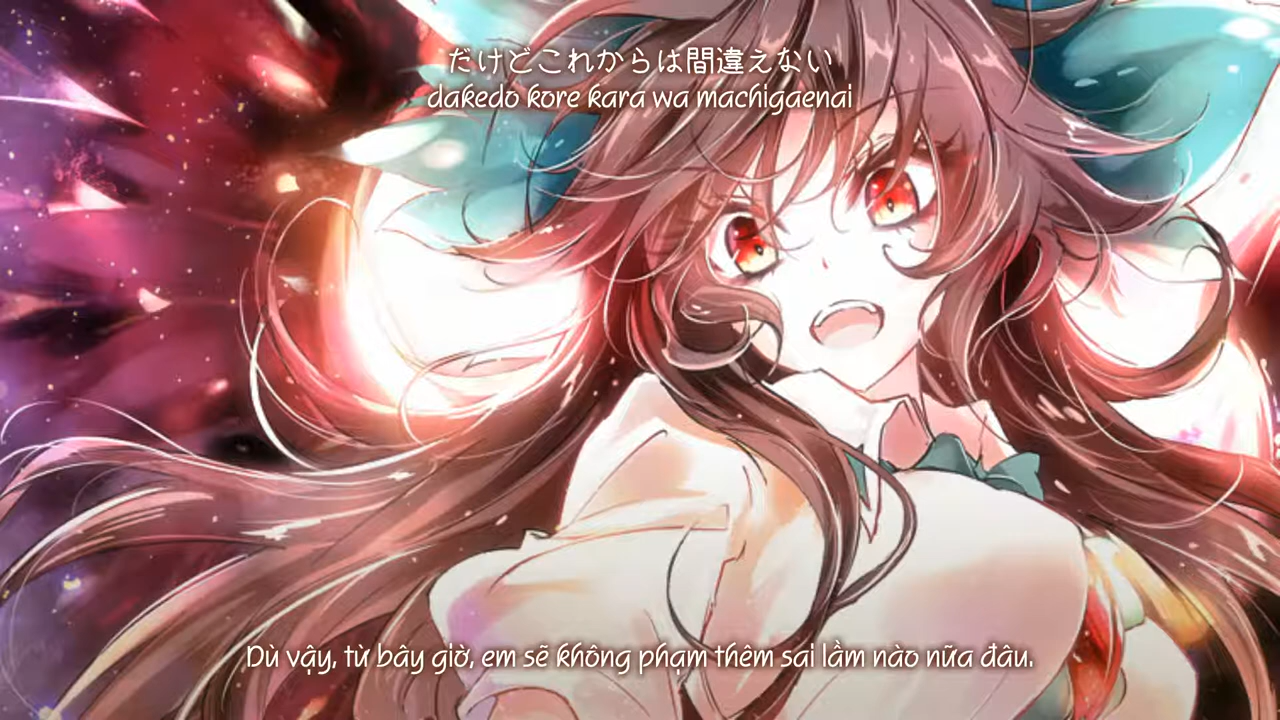 だけどこれからは間違えない
dakedo kore kara wa machigaenai
Dù vậy, từ bây giờ, em sẽ không phạm thêm sai lầm nào nữa đâu.